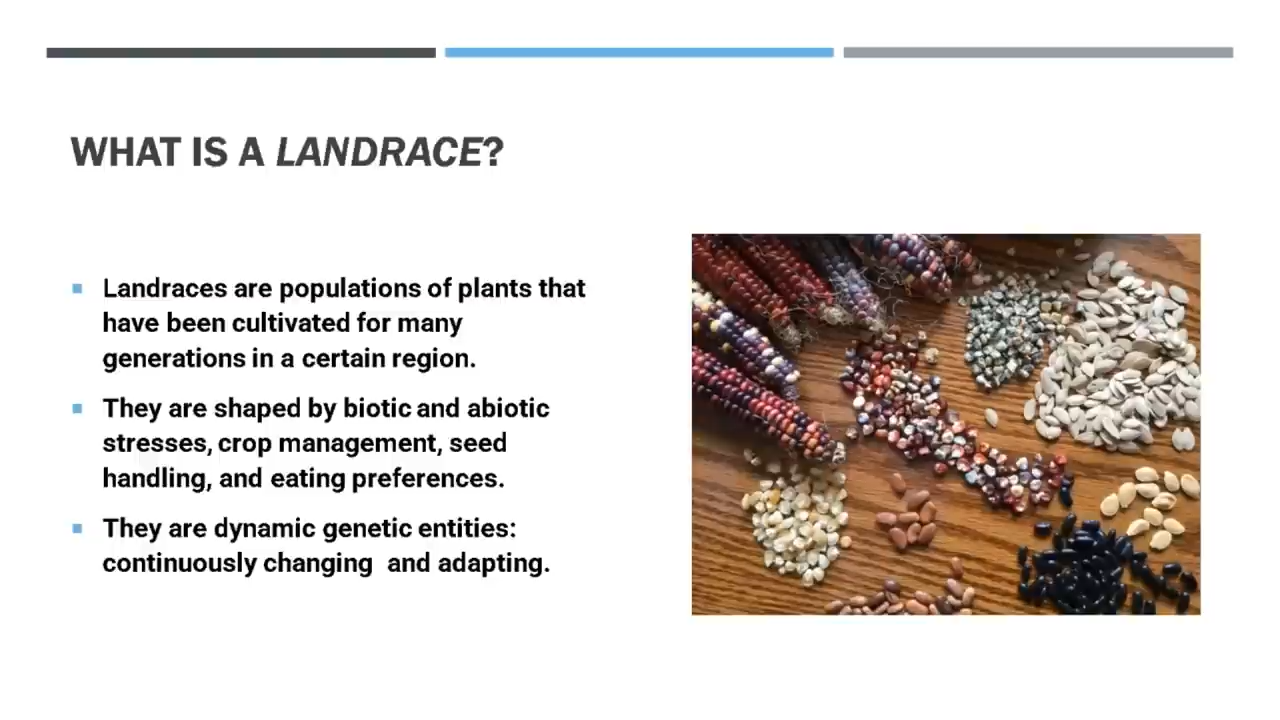 WHAT IS A LANDRACE?
Landraces are populations of plants that
have been cultivated for many
generations in a certain region.
They are shaped by biotic and abiotic
stresses, crop management, seed
handling, and eating preferences.
They are dynamic genetic entities:
continuously changing  and adapting.